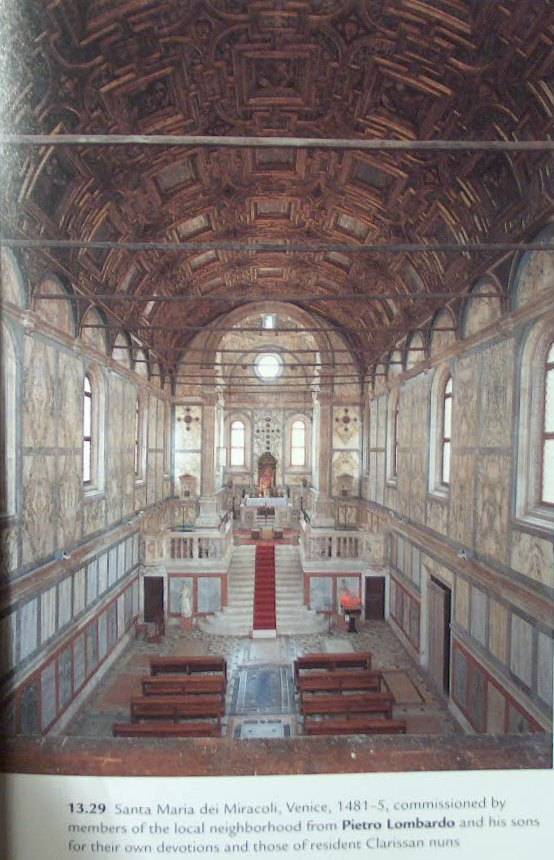 13.29 Santa Maria dei Miracoli, Venice, 1481–5, commissioned by
members of the local neighborhood from Pietro Lombardo and his sons
for their own devotions and those of resident Clarissan nuns